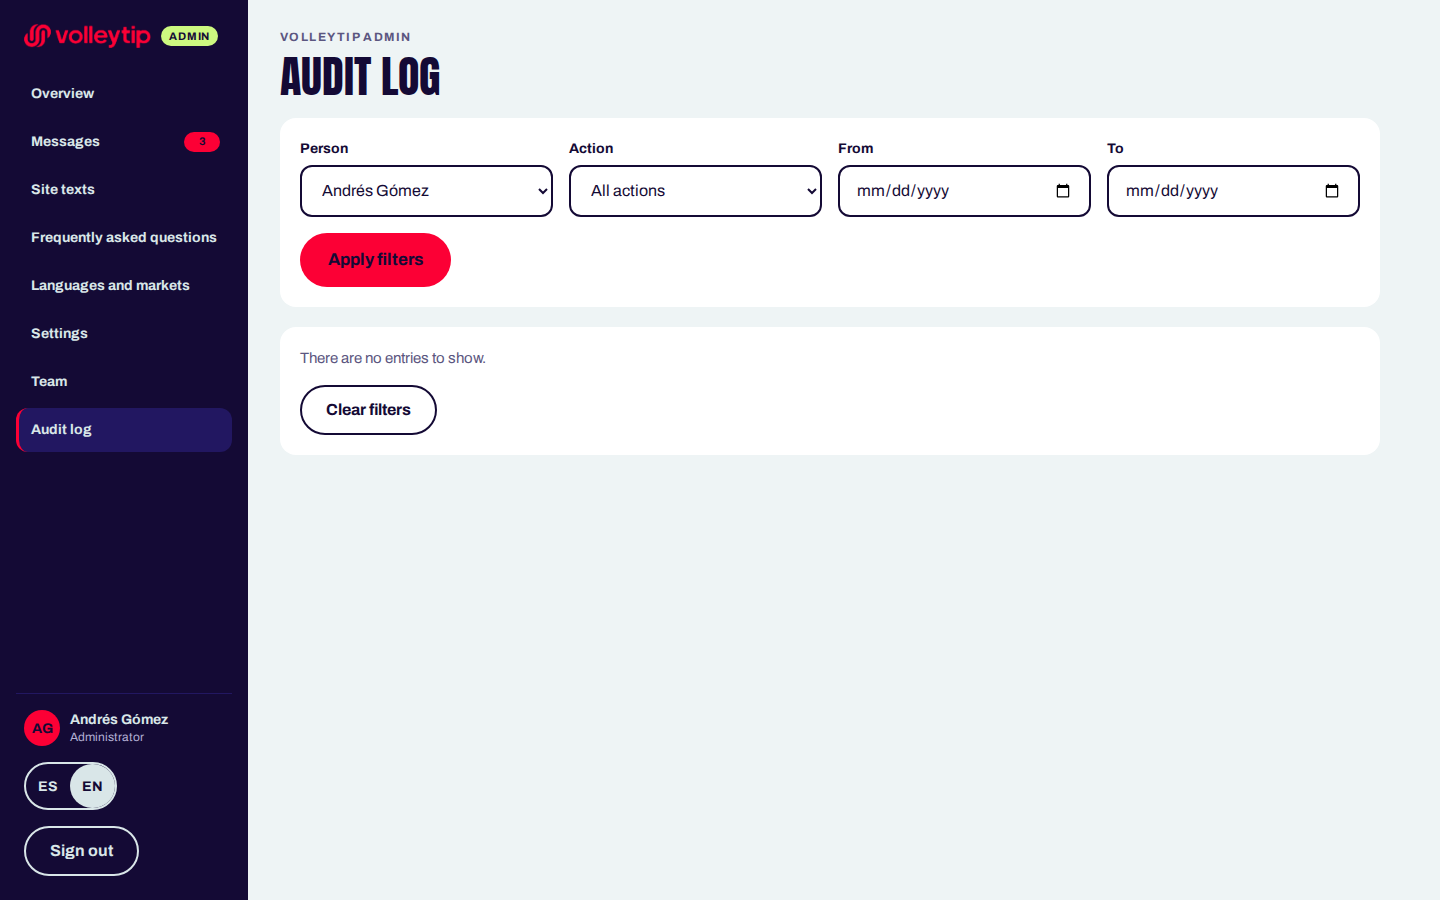 volleytip ADMIN
Overview
Messages 3
Site texts
Frequently asked questions
Languages and markets
Settings
Team
Audit log
Andrés Gómez
AG
Administrator
ES EN
Sign out
VOLLEYTIP ADMIN
AUDIT LOG
Person Action From To
Andrés Gómez All actions mm/dd/yyyy mm/dd/yyyy
Apply filters
There are no entries to show.
Clear filters